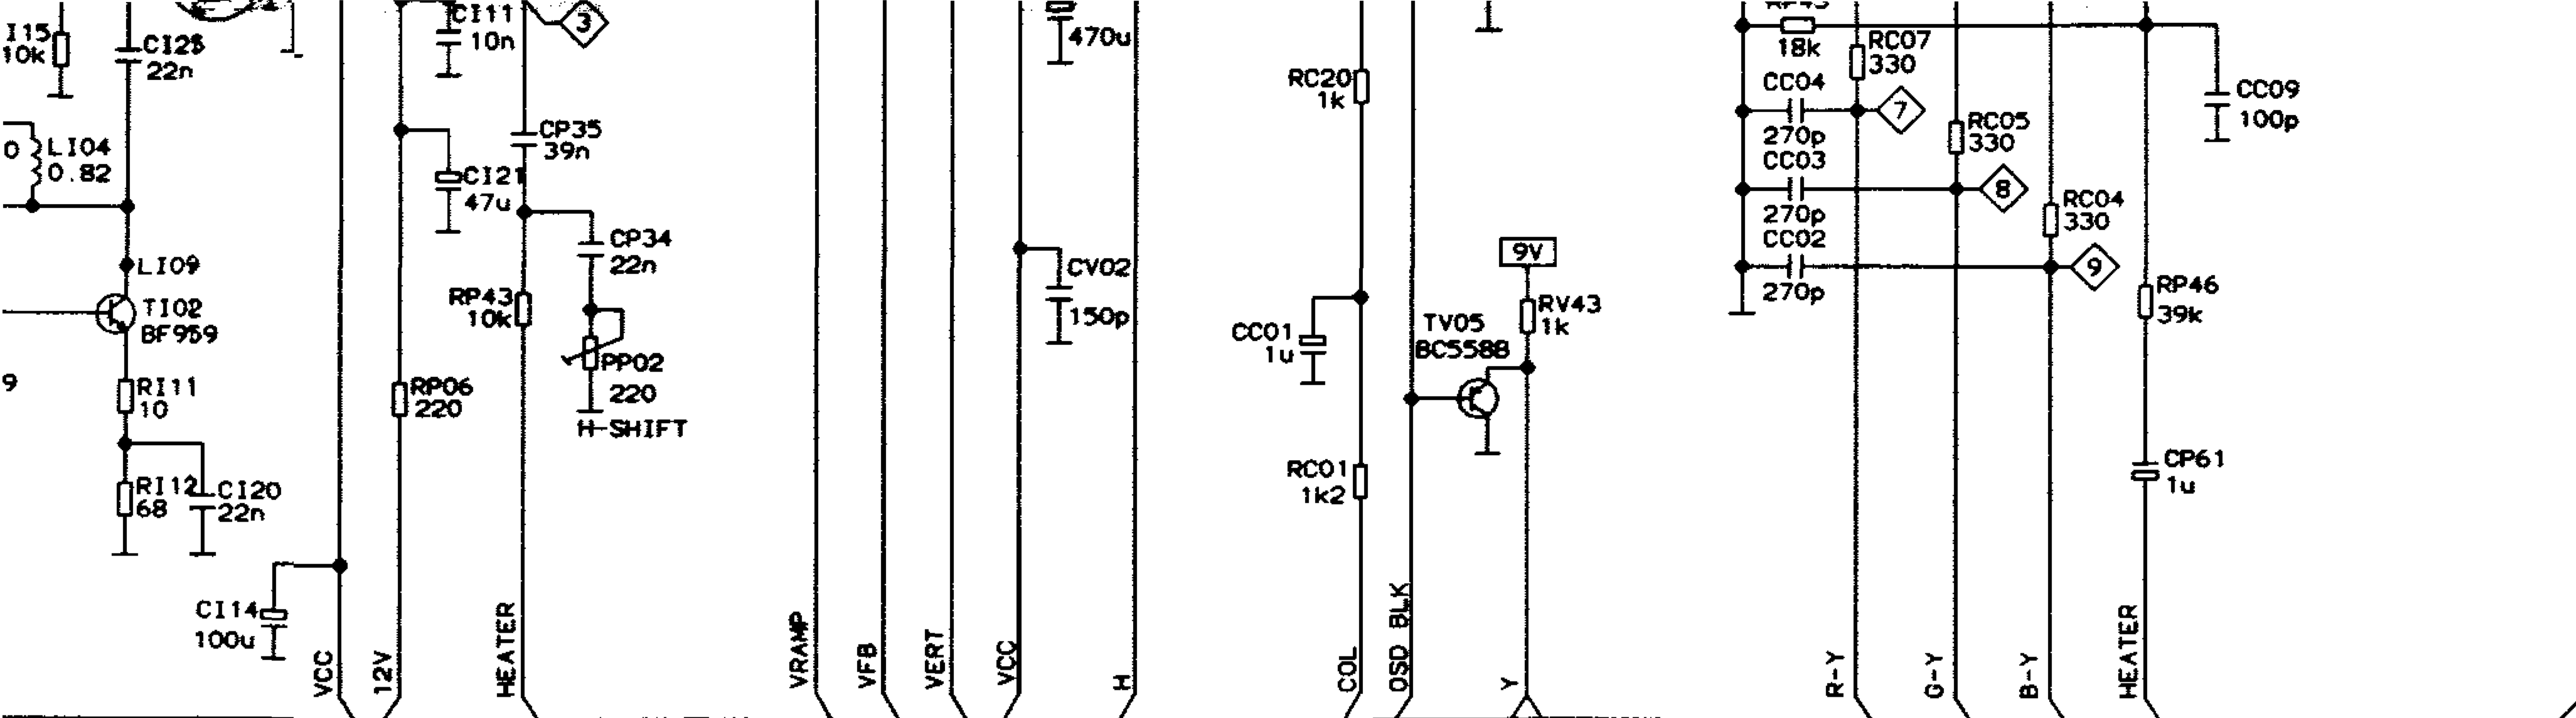 I15
10k
CI25
22n
0
LI04
0.82
LI09
TI02
BF959
9
RI11
10
RI12
68
CI20
22n
CI14
100u
VCC
12V
CI11
10n
3
CP35
39n
CI21
47u
CP34
22n
RP43
10k
PP02
220
H-SHIFT
RP06
220
HEATER
VRAMP
VFB
VERT
VCC
H
470u
CV02
150p
RC20
1k
CC01
1u
RC01
1k2
COL
OSD BLK
9V
RV43
1k
TV05
BC558B
Y
18k
RC07
330
CC04
270p
7
RC05
330
CC03
270p
8
RC04
330
CC02
270p
9
CC09
100p
RP46
39k
CP61
1u
R-Y
G-Y
B-Y
HEATER